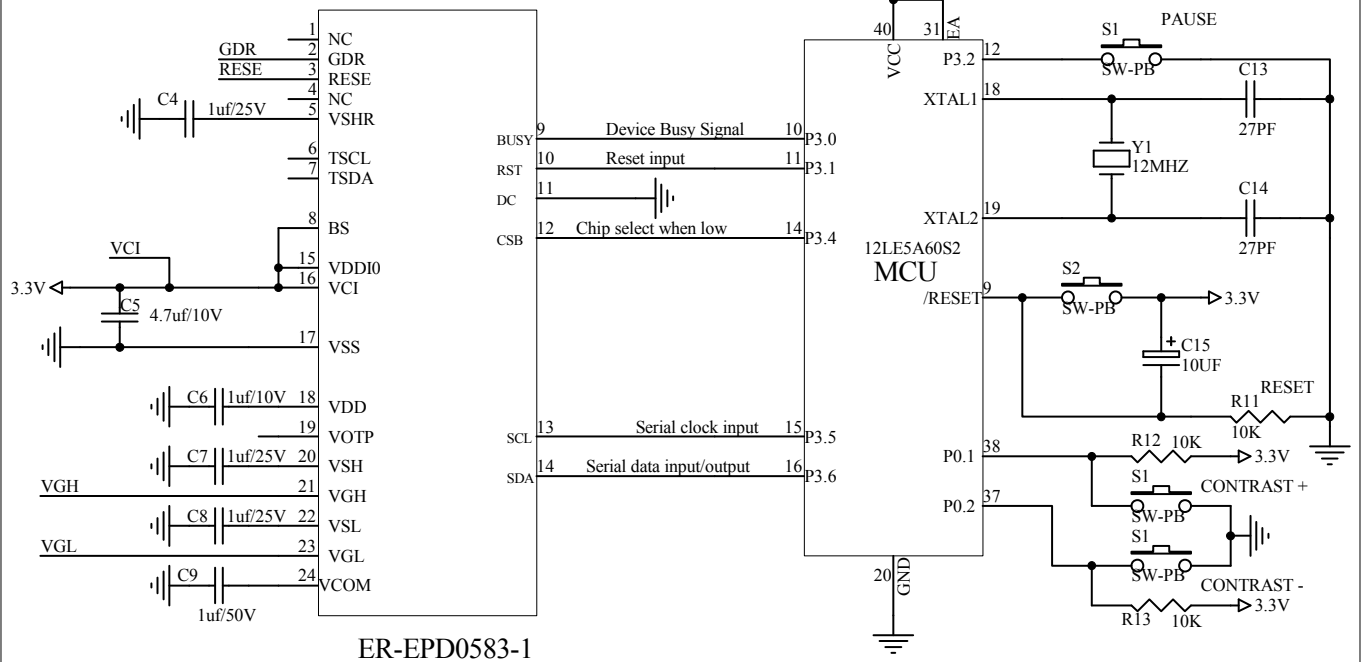 1 NC
GDR 2 GDR
RESE 3 RESE
4 NC
C4 1uf/25V 5 VSHR
6 TSCL
7 TSDA
8 BS
VCI
15 VDDI0
3.3V 16 VCI
C5 4.7uf/10V
17 VSS
C6 1uf/10V 18 VDD
19 VOTP
C7 1uf/25V 20 VSH
VGH 21 VGH
C8 1uf/25V 22 VSL
VGL 23 VGL
C9 1uf/50V 24 VCOM
BUSY 9 Device Busy Signal 10 P3.0
RST 10 Reset input 11 P3.1
DC 11
CSB 12 Chip select when low 14 P3.4
SCL 13 Serial clock input 15 P3.5
SDA 14 Serial data input/output 16 P3.6
ER-EPD0583-1
40 VCC
31 EA
12LE5A60S2
MCU
20 GND
P3.2 12
S1 PAUSE
SW-PB
XTAL1 18
C13
27PF
Y1
12MHZ
XTAL2 19
C14
27PF
/RESET 9
S2
SW-PB
3.3V
C15
+
10UF
RESET
R11
10K
P0.1 38
R12 10K 3.3V
S1 CONTRAST +
SW-PB
P0.2 37
S1
SW-PB
CONTRAST -
R13 10K 3.3V